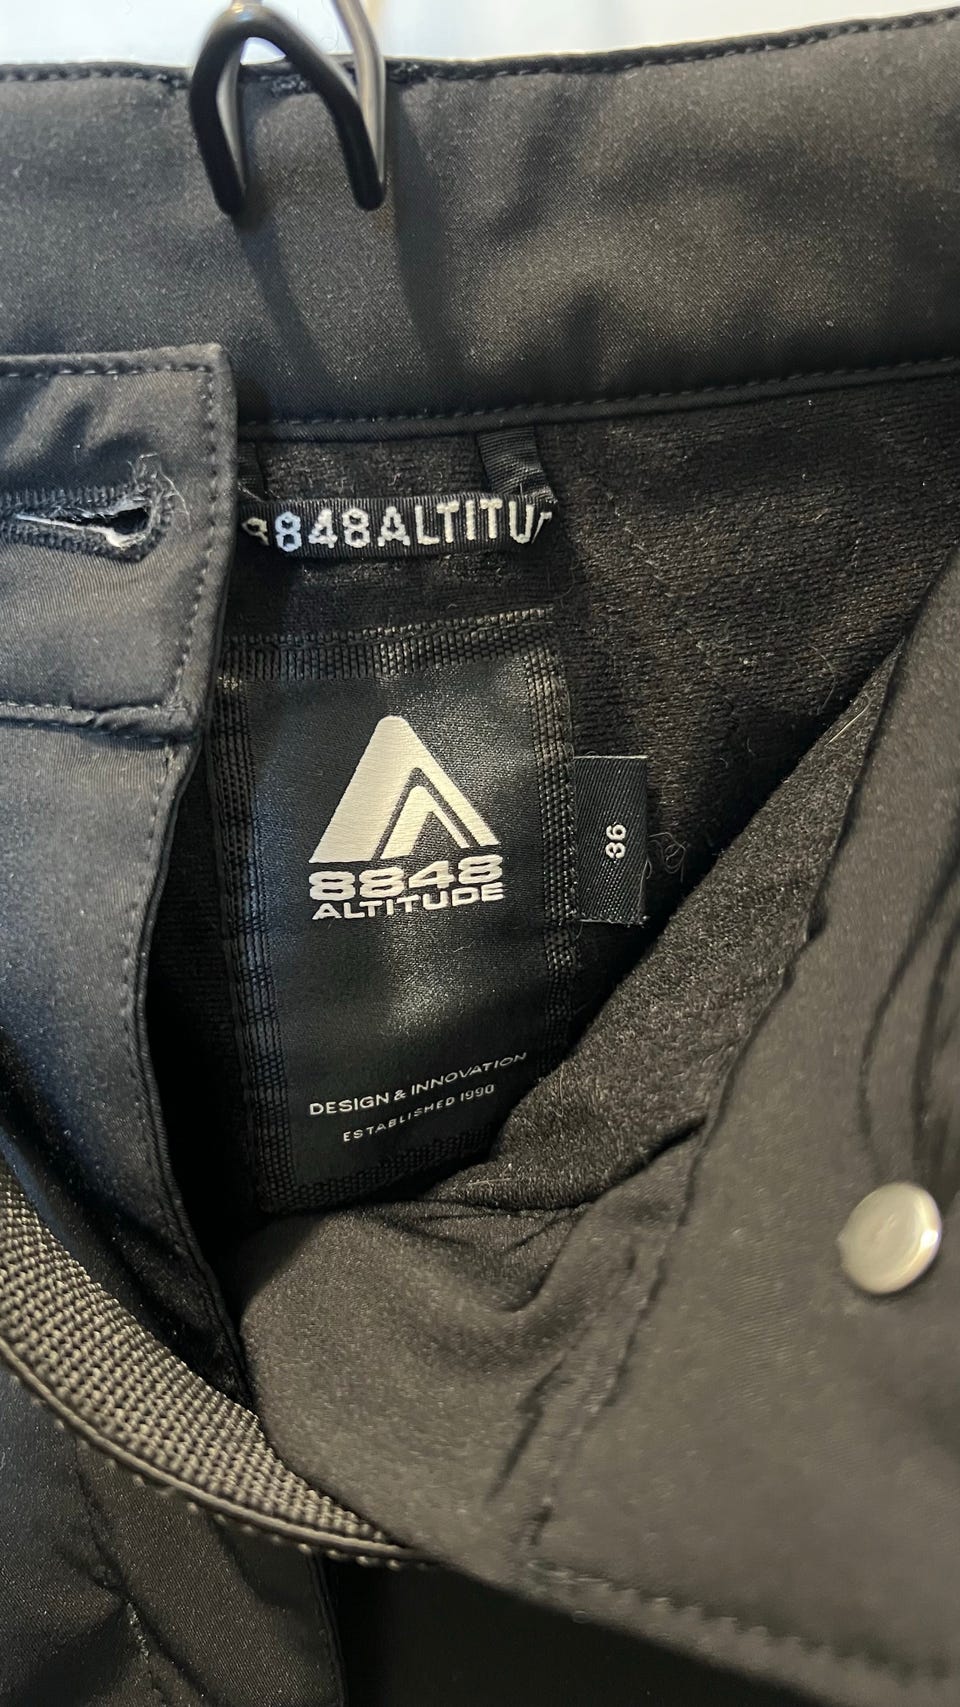 8848ALTITU
8848
ALTITUDE
36
DESIGN & INNOVATION
ESTABLISHED 1990